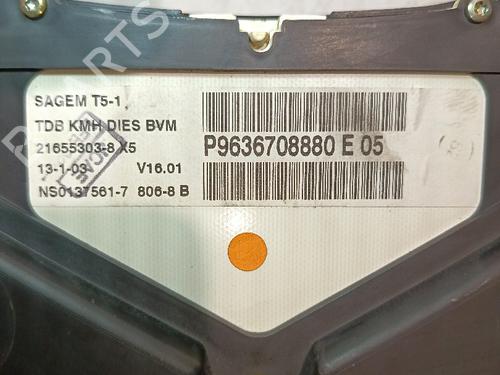 SAGEM T5-1
TDB KMH DIES BVM
21655303-8 X5
13-1-03 V16.01
NS0137561-7 806-8 B
P9636708880 E 05
PARTS